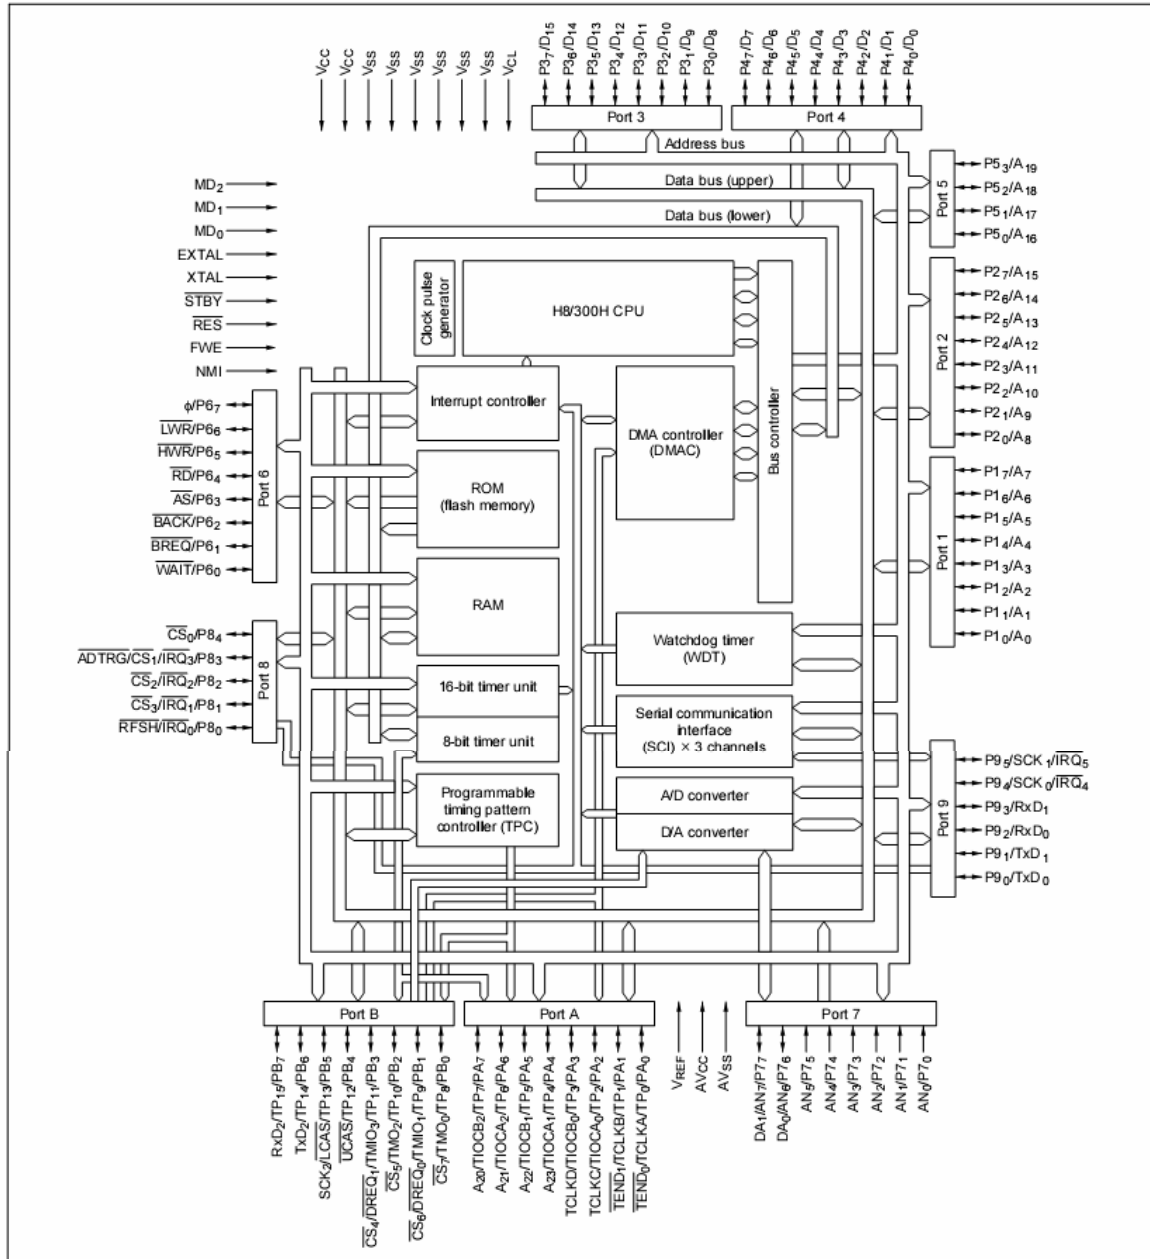 VCC
VCC
VSS
VSS
VSS
VSS
VSS
VSS
VCL
P37/D15
P36/D14
P35/D13
P34/D12
P33/D11
P32/D10
P31/D9
P30/D8
P47/D7
P46/D6
P45/D5
P44/D4
P43/D3
P42/D2
P41/D1
P40/D0
Port 3
Port 4
Address bus
Data bus (upper)
Data bus (lower)
Port 5
P53/A19
P52/A18
P51/A17
P50/A16
MD2
MD1
MD0
EXTAL
XTAL
STBY
RES
FWE
NMI
Clock pulse
generator
H8/300H CPU
Bus controller
Port 2
P27/A15
P26/A14
P25/A13
P24/A12
P23/A11
P22/A10
P21/A9
P20/A8
Interrupt controller
DMA controller
(DMAC)
ROM
(flash memory)
RAM
Port 6
ϕ/P67
LWR/P66
HWR/P65
RD/P64
AS/P63
BACK/P62
BREQ/P61
WAIT/P60
Port 1
P17/A7
P16/A6
P15/A5
P14/A4
P13/A3
P12/A2
P11/A1
P10/A0
Port 8
CS0/P84
ADTRG/CS1/IRQ3/P83
CS2/IRQ2/P82
CS3/IRQ1/P81
RFSH/IRQ0/P80
Watchdog timer
(WDT)
16-bit timer unit
8-bit timer unit
Serial communication
interface
(SCI) × 3 channels
Programmable
timing pattern
controller (TPC)
A/D converter
D/A converter
Port 9
P95/SCK1/IRQ5
P94/SCK0/IRQ4
P93/RxD1
P92/RxD0
P91/TxD1
P90/TxD0
Port B
Port A
Port 7
RxD2/TP15/PB7
TxD2/TP14/PB6
SCK2/LCAS/TP13/PB5
UCAS/TP12/PB4
CS4/DREQ1/TMIO3/TP11/PB3
CS5/TMO2/TP10/PB2
CS6/DREQ0/TMIO1/TP9/PB1
CS7/TMO0/TP8/PB0
A20/TIOCB2/TP7/PA7
A21/TIOCA2/TP6/PA6
A22/TIOCB1/TP5/PA5
A23/TIOCA1/TP4/PA4
TCLKD/TIOCB0/TP3/PA3
TCLKC/TIOCA0/TP2/PA2
TEND1/TCLKB/TP1/PA1
TEND0/TCLKA/TP0/PA0
VREF
AVCC
AVSS
DA1/AN7/P77
DA0/AN6/P76
AN5/P75
AN4/P74
AN3/P73
AN2/P72
AN1/P71
AN0/P70